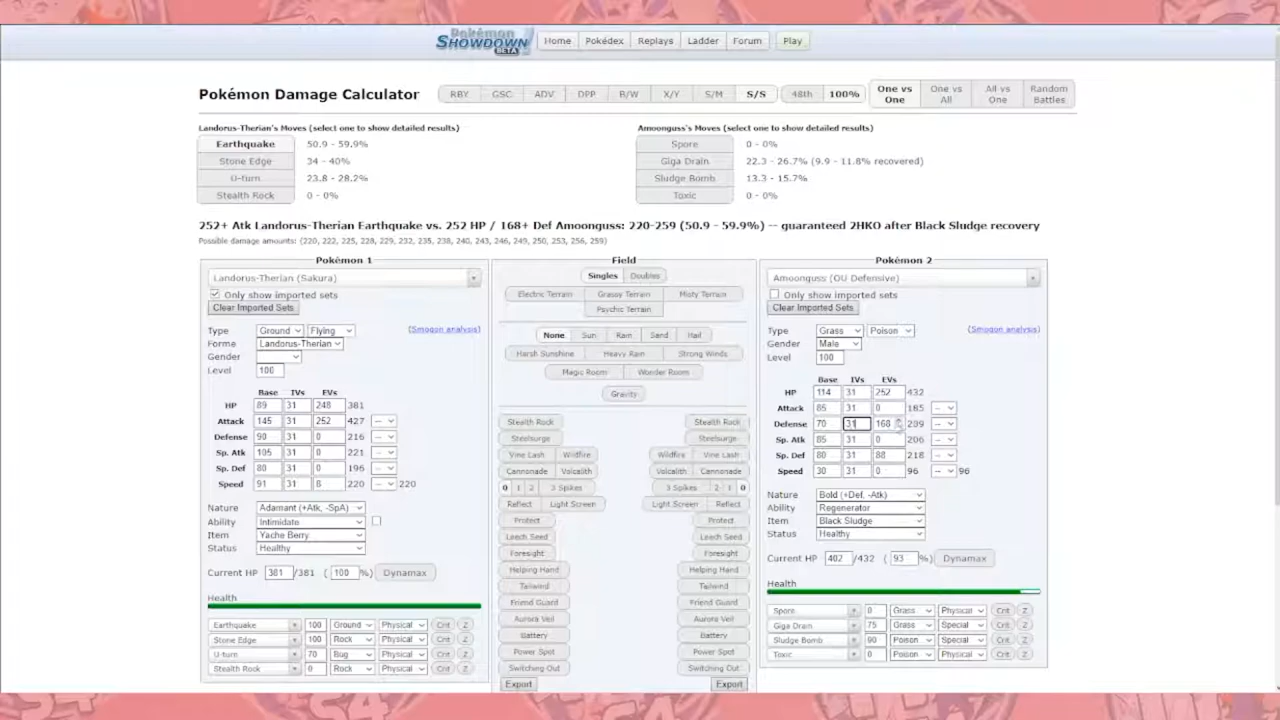 Pokémon
SHOWDOWN
BETA
Home Pokédex Replays Ladder Forum Play
Pokémon Damage Calculator
RBY GSC ADV DPP B/W X/Y S/M S/S 48th 100% One vs One One vs All All vs One Random Battles
Landorus-Therian's Moves (select one to show detailed results)
Earthquake 50.9 - 59.9%
Stone Edge 34 - 40%
U-turn 23.8 - 28.2%
Stealth Rock 0 - 0%
Amoonguss's Moves (select one to show detailed results)
Spore 0 - 0%
Giga Drain 22.3 - 26.7% (9.9 - 11.8% recovered)
Sludge Bomb 13.3 - 15.7%
Toxic 0 - 0%
252+ Atk Landorus-Therian Earthquake vs. 252 HP / 168+ Def Amoonguss: 220-259 (50.9 - 59.9%) -- guaranteed 2HKO after Black Sludge recovery
Possible damage amounts: (220, 222, 225, 228, 229, 232, 235, 238, 240, 243, 246, 249, 250, 253, 256, 259)
Pokémon 1
Landorus-Therian (Sakura)
Only show imported sets
Clear Imported Sets
Type Ground Flying (Smogon analysis)
Forme Landorus-Therian
Gender
Level 100
Base IVs EVs
HP 89 31 248 381
Attack 145 31 252 427 --
Defense 90 31 0 216 --
Sp. Atk 105 31 0 221 --
Sp. Def 80 31 0 196 --
Speed 91 31 8 220 -- 220
Nature Adamant (+Atk, -SpA)
Ability Intimidate
Item Yache Berry
Status Healthy
Current HP 381 /381 ( 100 %) Dynamax
Health
Earthquake 100 Ground Physical Crit Z
Stone Edge 100 Rock Physical Crit Z
U-turn 70 Bug Physical Crit Z
Stealth Rock 0 Rock Physical Crit Z
Field
Singles Doubles
Electric Terrain Grassy Terrain Misty Terrain
Psychic Terrain
None Sun Rain Sand Hail
Harsh Sunshine Heavy Rain Strong Winds
Magic Room Wonder Room
Gravity
Stealth Rock Stealth Rock
Steelsurge Steelsurge
Vine Lash Wildfire Wildfire Vine Lash
Cannonade Volcalith Volcalith Cannonade
0 1 2 3 Spikes 3 Spikes 2 1 0
Reflect Light Screen Light Screen Reflect
Protect Protect
Leech Seed Leech Seed
Foresight Foresight
Helping Hand Helping Hand
Tailwind Tailwind
Friend Guard Friend Guard
Aurora Veil Aurora Veil
Battery Battery
Power Spot Power Spot
Switching Out Switching Out
Export Export
Pokémon 2
Amoonguss (OU Defensive)
Only show imported sets
Clear Imported Sets
Type Grass Poison (Smogon analysis)
Gender Male
Level 100
Base IVs EVs
HP 114 31 252 432
Attack 85 31 0 185 --
Defense 70 31 168 289 --
Sp. Atk 85 31 0 206 --
Sp. Def 80 31 88 218 --
Speed 30 31 0 96 -- 96
Nature Bold (+Def, -Atk)
Ability Regenerator
Item Black Sludge
Status Healthy
Current HP 402 /432 ( 93 %) Dynamax
Health
Spore 0 Grass Physical Crit Z
Giga Drain 75 Grass Special Crit Z
Sludge Bomb 90 Poison Special Crit Z
Toxic 0 Poison Physical Crit Z